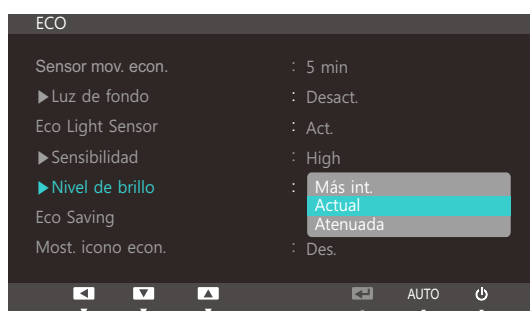 ECO
Sensor mov. econ. : 5 min
▶Luz de fondo : Desact.
Eco Light Sensor : Act.
▶Sensibilidad : High
▶Nivel de brillo : Más int.
Actual
Eco Saving Atenuada
Most. icono econ. : Des.
AUTO